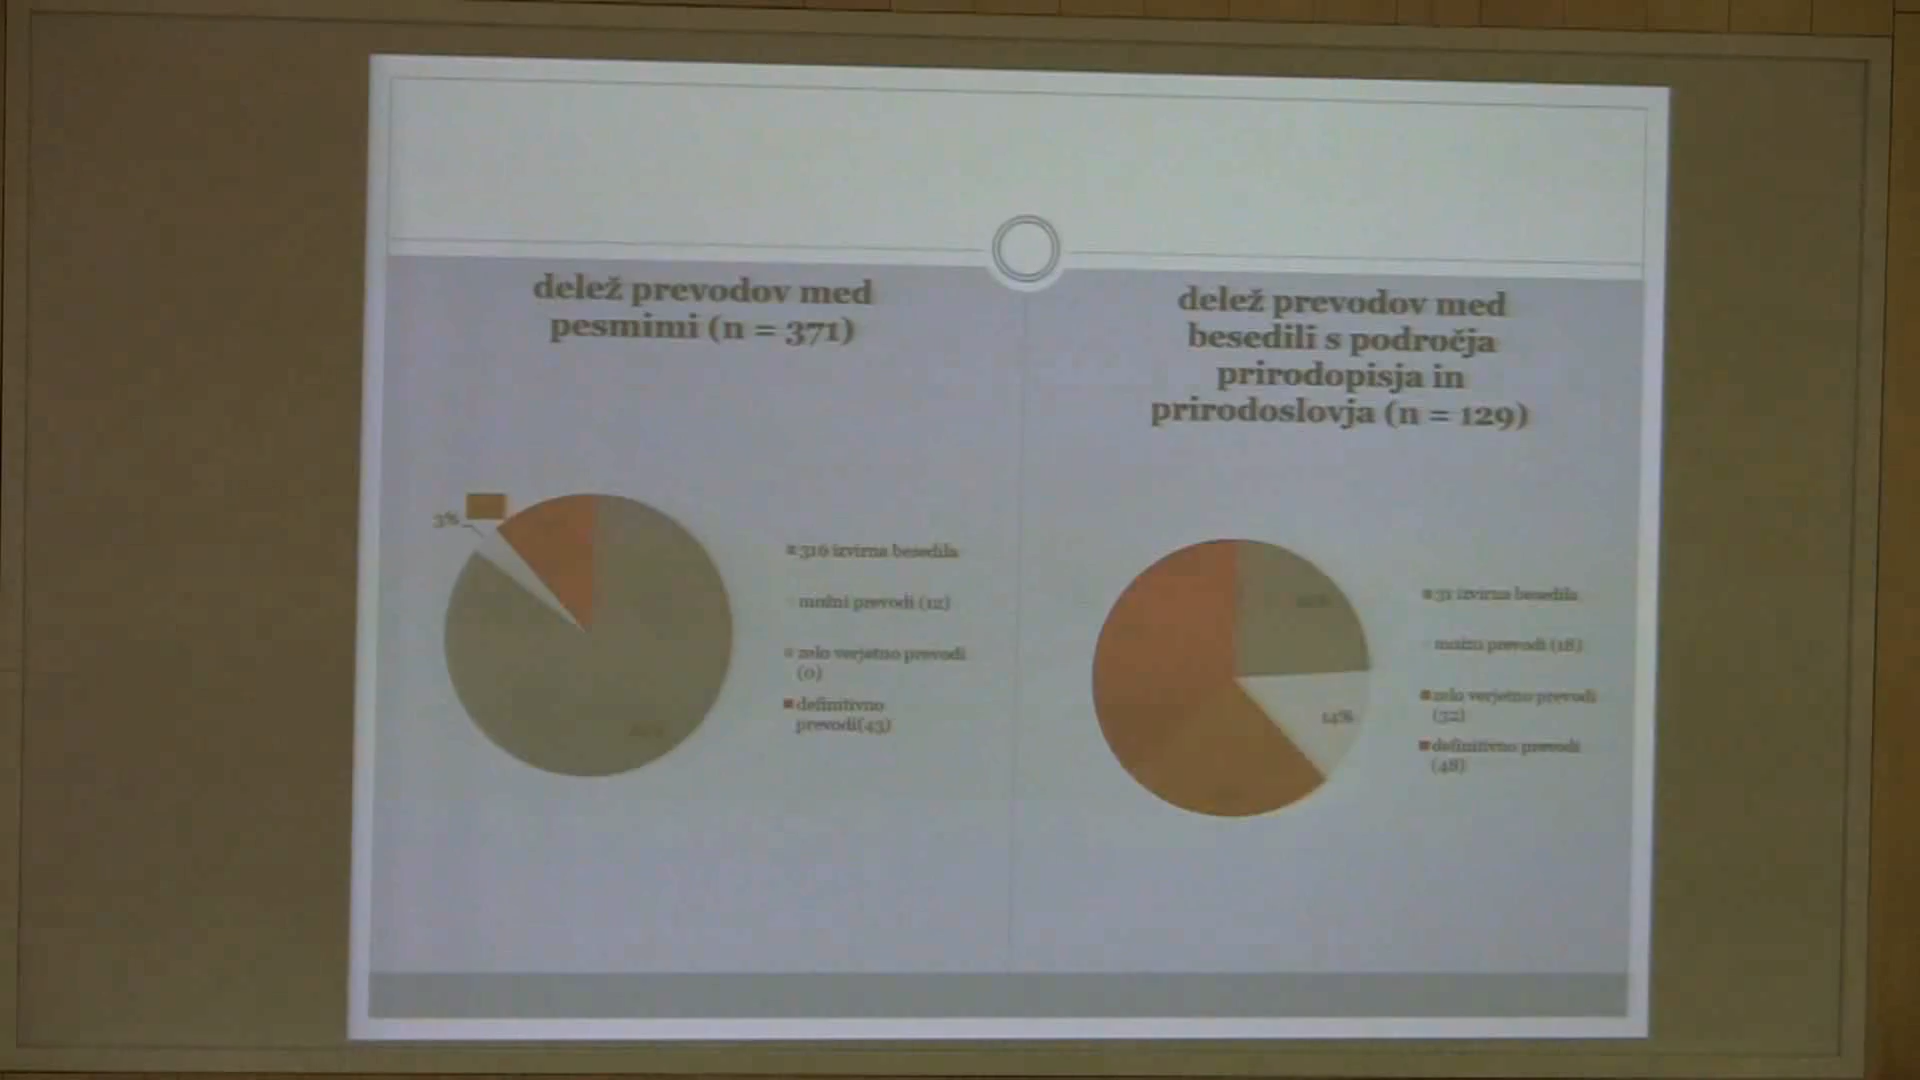 delež prevodov med
pesmimi (n = 371)
3%
316 izvirna besedila
možni prevodi (12)
zelo verjetno prevodi
(0)
definitivno
prevodi(43)
delež prevodov med
besedili s področja
prirodopisja in
prirodoslovja (n = 129)
14%
31 izvirna besedila
možni prevodi (18)
zelo verjetno prevodi
(32)
definitivno prevodi
(48)